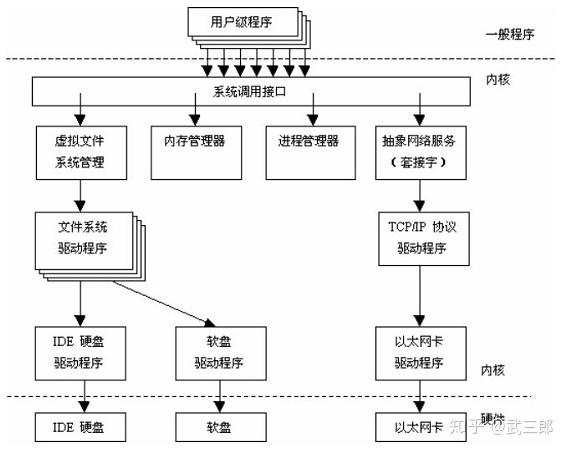 用户级程序
一般程序
内核
系统调用接口
虚拟文件
系统管理
内存管理器
进程管理器
抽象网络服务
(套接字)
文件系统
驱动程序
TCP/IP 协议
驱动程序
IDE 硬盘
驱动程序
软盘
驱动程序
以太网卡
驱动程序
内核
硬件
IDE 硬盘
软盘
以太网卡
知乎 @武三郎